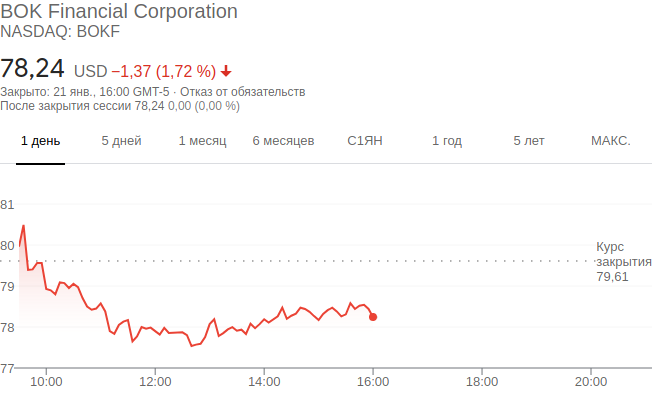 BOK Financial Corporation
NASDAQ: BOKF
78,24 USD −1,37 (1,72 %)
Закрыто: 21 янв., 16:00 GMT-5 · Отказ от обязательств
После закрытия сессии 78,24 0,00 (0,00 %)
1 день 5 дней 1 месяц 6 месяцев С1ЯН 1 год 5 лет МАКС.
81
80
Курс
закрытия
79,61
79
78
77
10:00 12:00 14:00 16:00 18:00 20:00